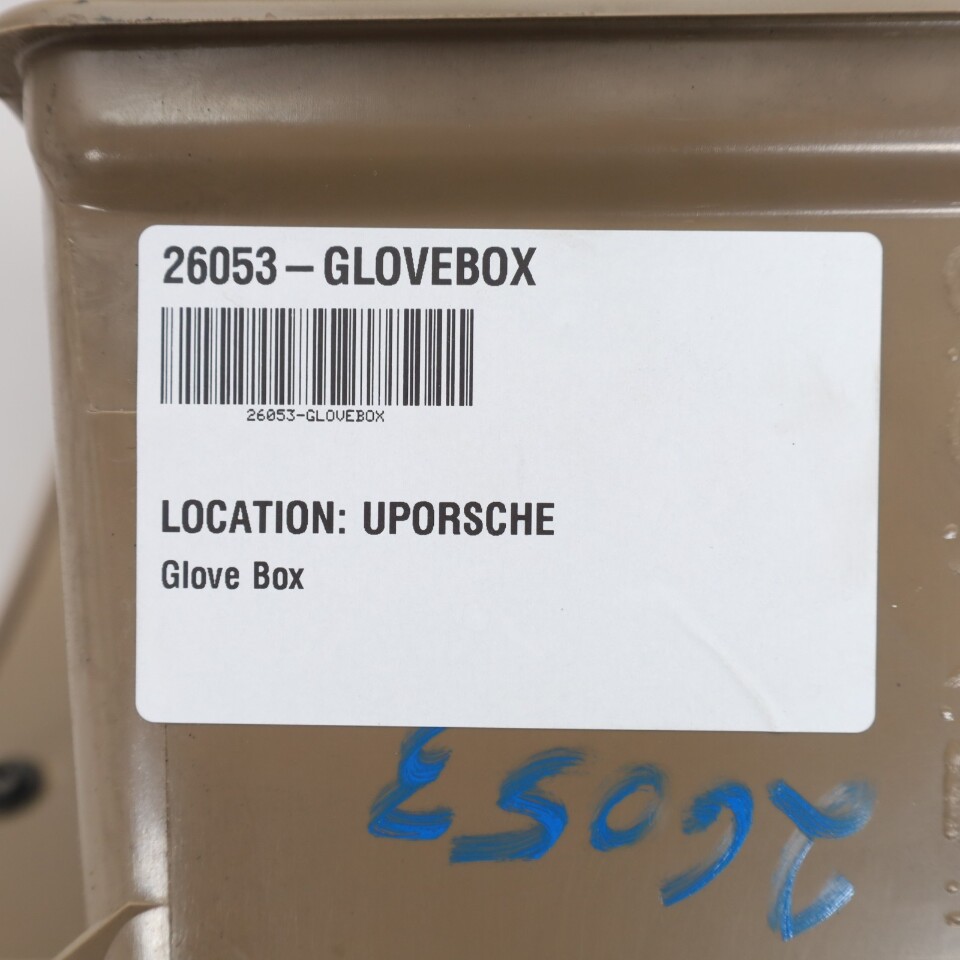 26053 – GLOVEBOX
26053-GLOVEBOX
LOCATION: UPORSCHE
Glove Box
26053